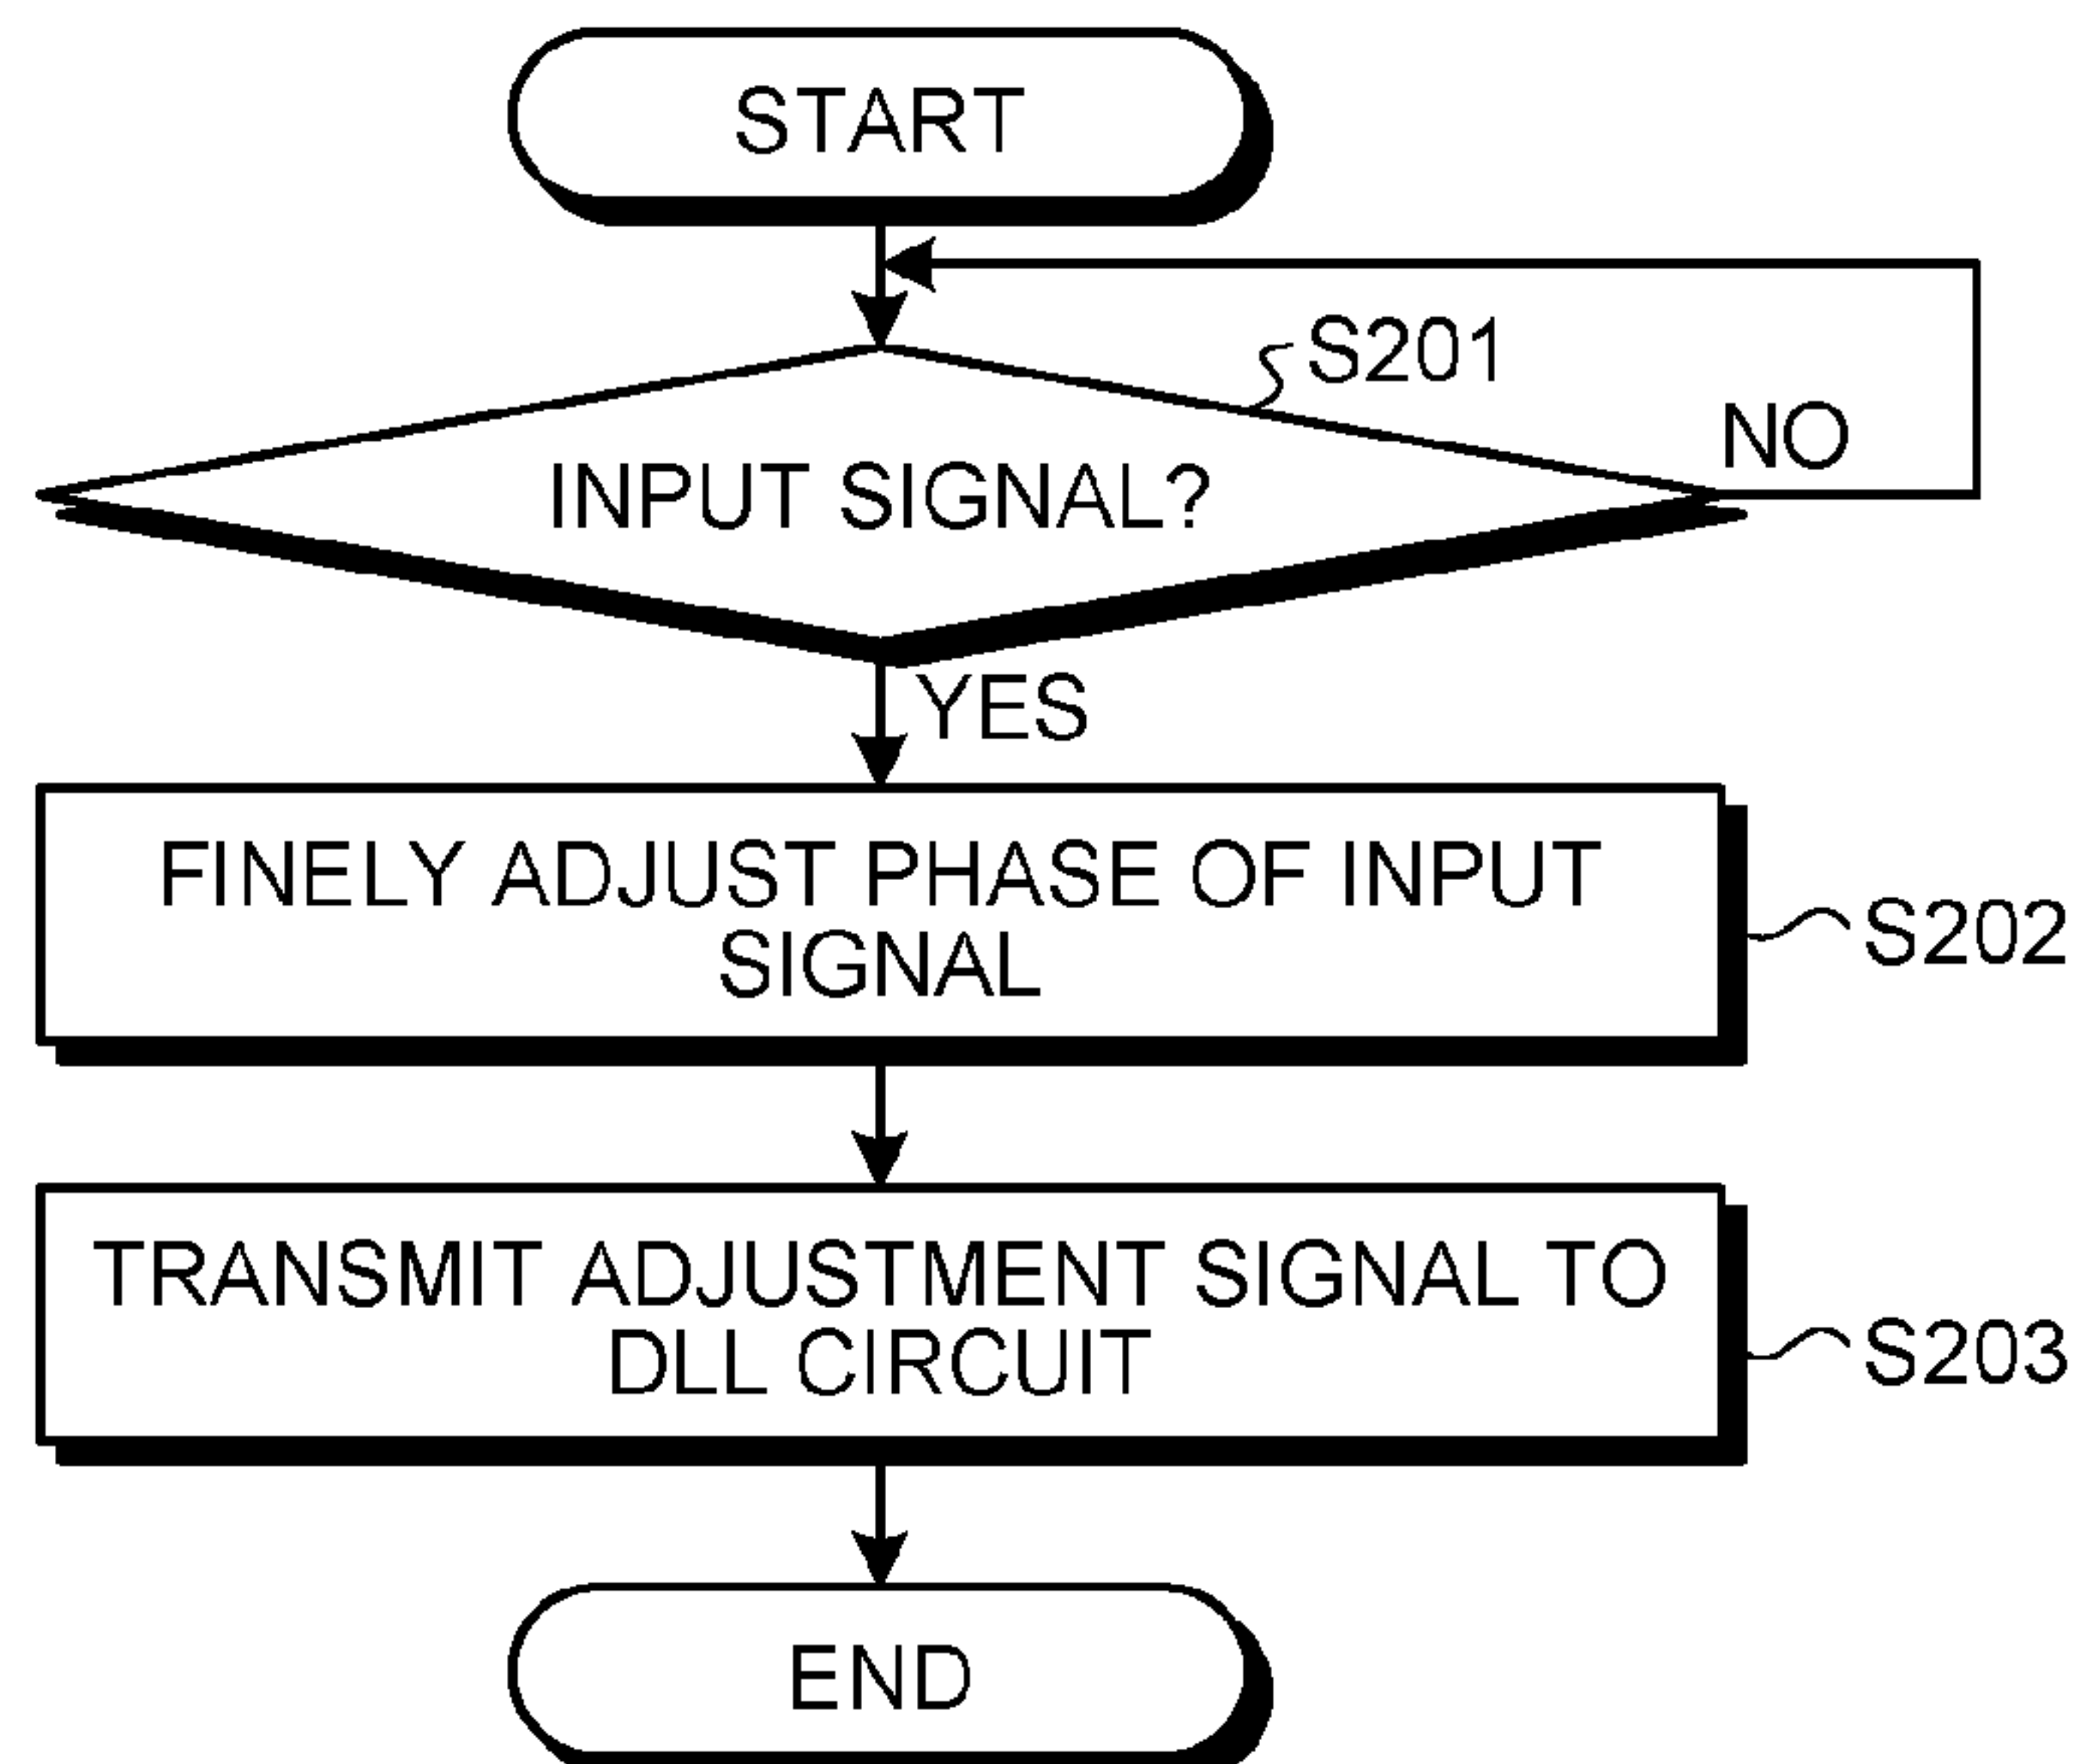 START
S201
NO
INPUT SIGNAL?
YES
FINELY ADJUST PHASE OF INPUT
SIGNAL
S202
TRANSMIT ADJUSTMENT SIGNAL TO
DLL CIRCUIT
S203
END